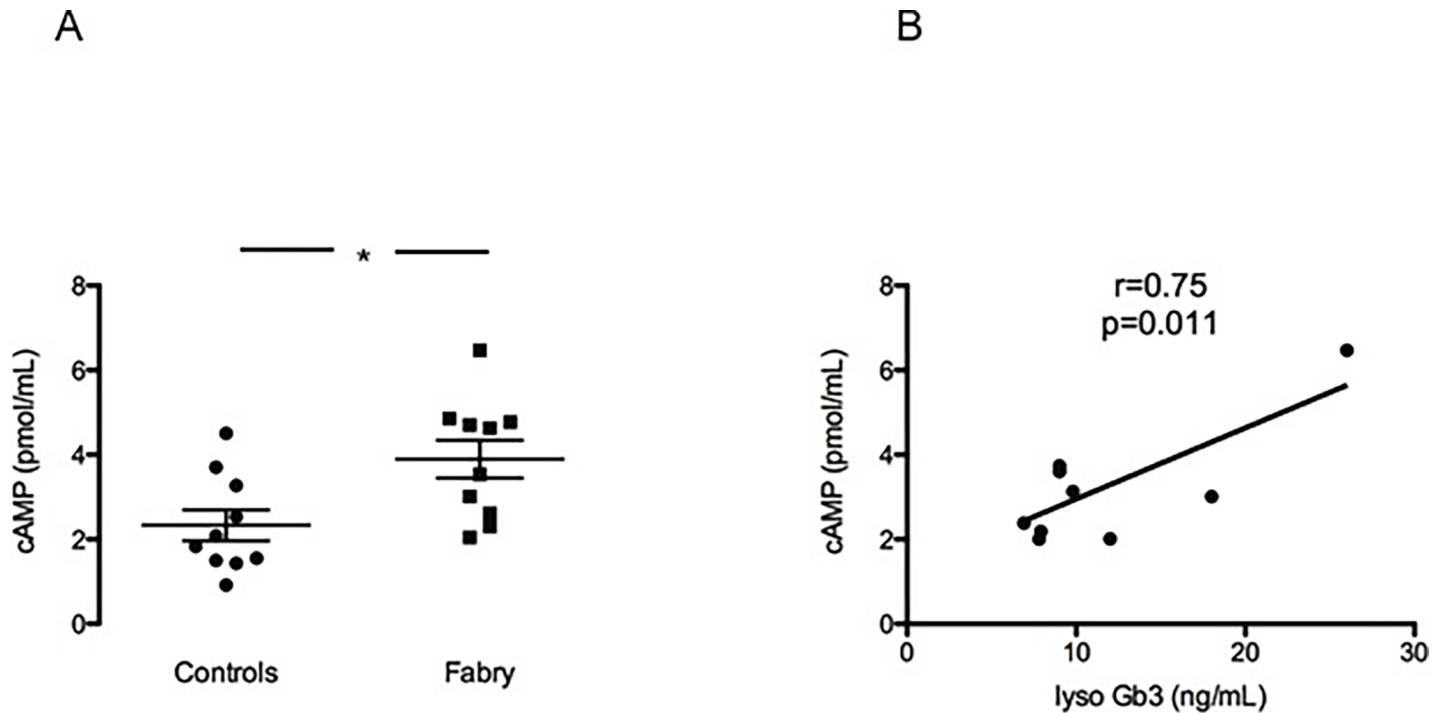 A
B
*
8
6
4
2
0
cAMP (pmol/mL)
Controls
Fabry
r=0.75
p=0.011
8
6
4
2
0
cAMP (pmol/mL)
0
10
20
30
lyso Gb3 (ng/mL)